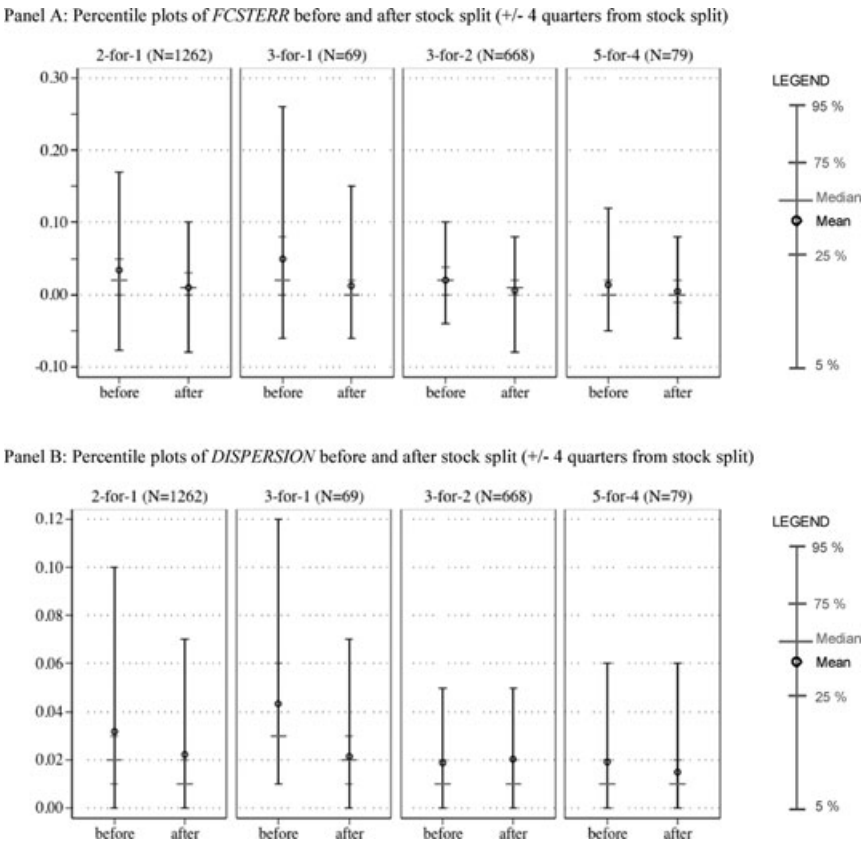 Panel A: Percentile plots of FCSTERR before and after stock split (+/- 4 quarters from stock split)
2-for-1 (N=1262) 3-for-1 (N=69) 3-for-2 (N=668) 5-for-4 (N=79)
0.30
0.20
0.10
0.00
-0.10
before after before after before after before after
LEGEND
95 %
75 %
Median
Mean
25 %
5 %
Panel B: Percentile plots of DISPERSION before and after stock split (+/- 4 quarters from stock split)
2-for-1 (N=1262) 3-for-1 (N=69) 3-for-2 (N=668) 5-for-4 (N=79)
0.12
0.10
0.08
0.06
0.04
0.02
0.00
before after before after before after before after
LEGEND
95 %
75 %
Median
Mean
25 %
5 %